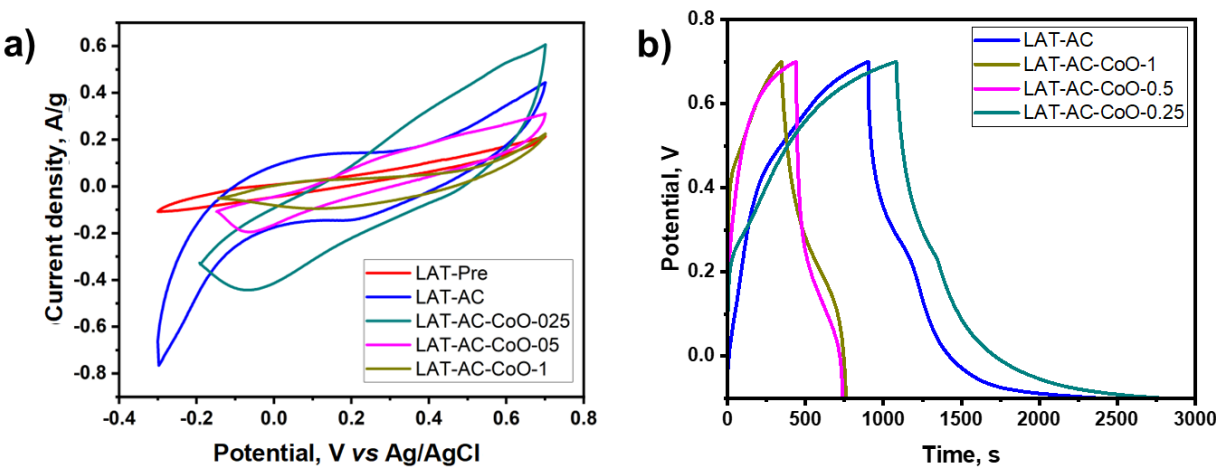 a)
0.6
0.4
0.2
0.0
-0.2
-0.4
-0.6
-0.8
Current density, A/g
LAT-Pre
LAT-AC
LAT-AC-CoO-025
LAT-AC-CoO-05
LAT-AC-CoO-1
-0.4 -0.2 0.0 0.2 0.4 0.6 0.8
Potential, V vs Ag/AgCl
b)
0.8
0.6
0.4
0.2
0.0
Potential, V
LAT-AC
LAT-AC-CoO-1
LAT-AC-CoO-0.5
LAT-AC-CoO-0.25
0 500 1000 1500 2000 2500 3000
Time, s